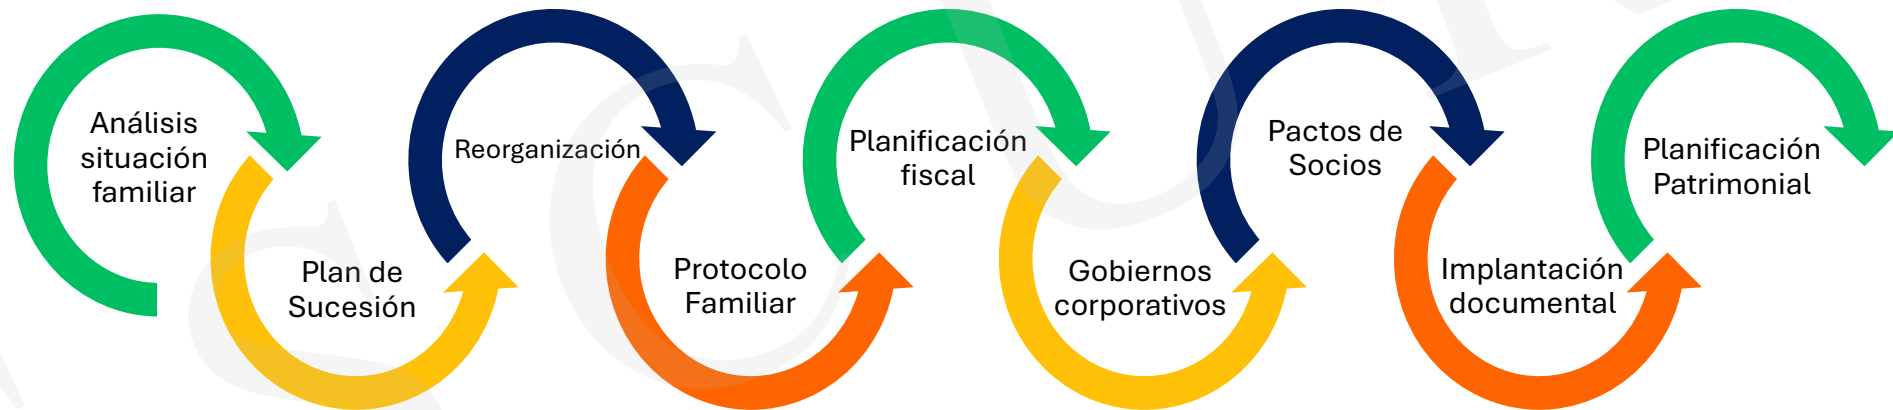 Análisis
situación
familiar
Plan de
Sucesión
Reorganización
Protocolo
Familiar
Planificación
fiscal
Gobiernos
corporativos
Pactos de
Socios
Implantación
documental
Planificación
Patrimonial